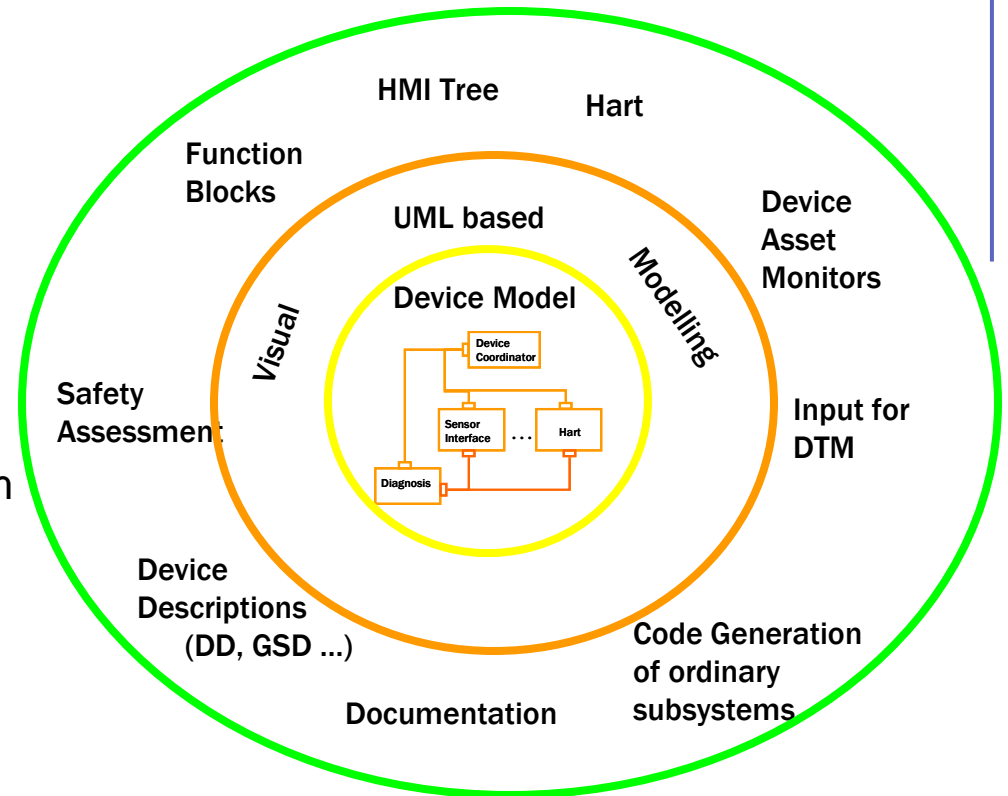 HMI Tree
Hart
Function
Blocks
UML based
Device
Asset
Monitors
Visual
Modelling
Device Model
Device
Coordinator
Sensor
Interface
...
Hart
Diagnosis
Safety
Assessment
Input for
DTM
n
Device
Descriptions
(DD, GSD ...)
Code Generation
of ordinary
subsystems
Documentation